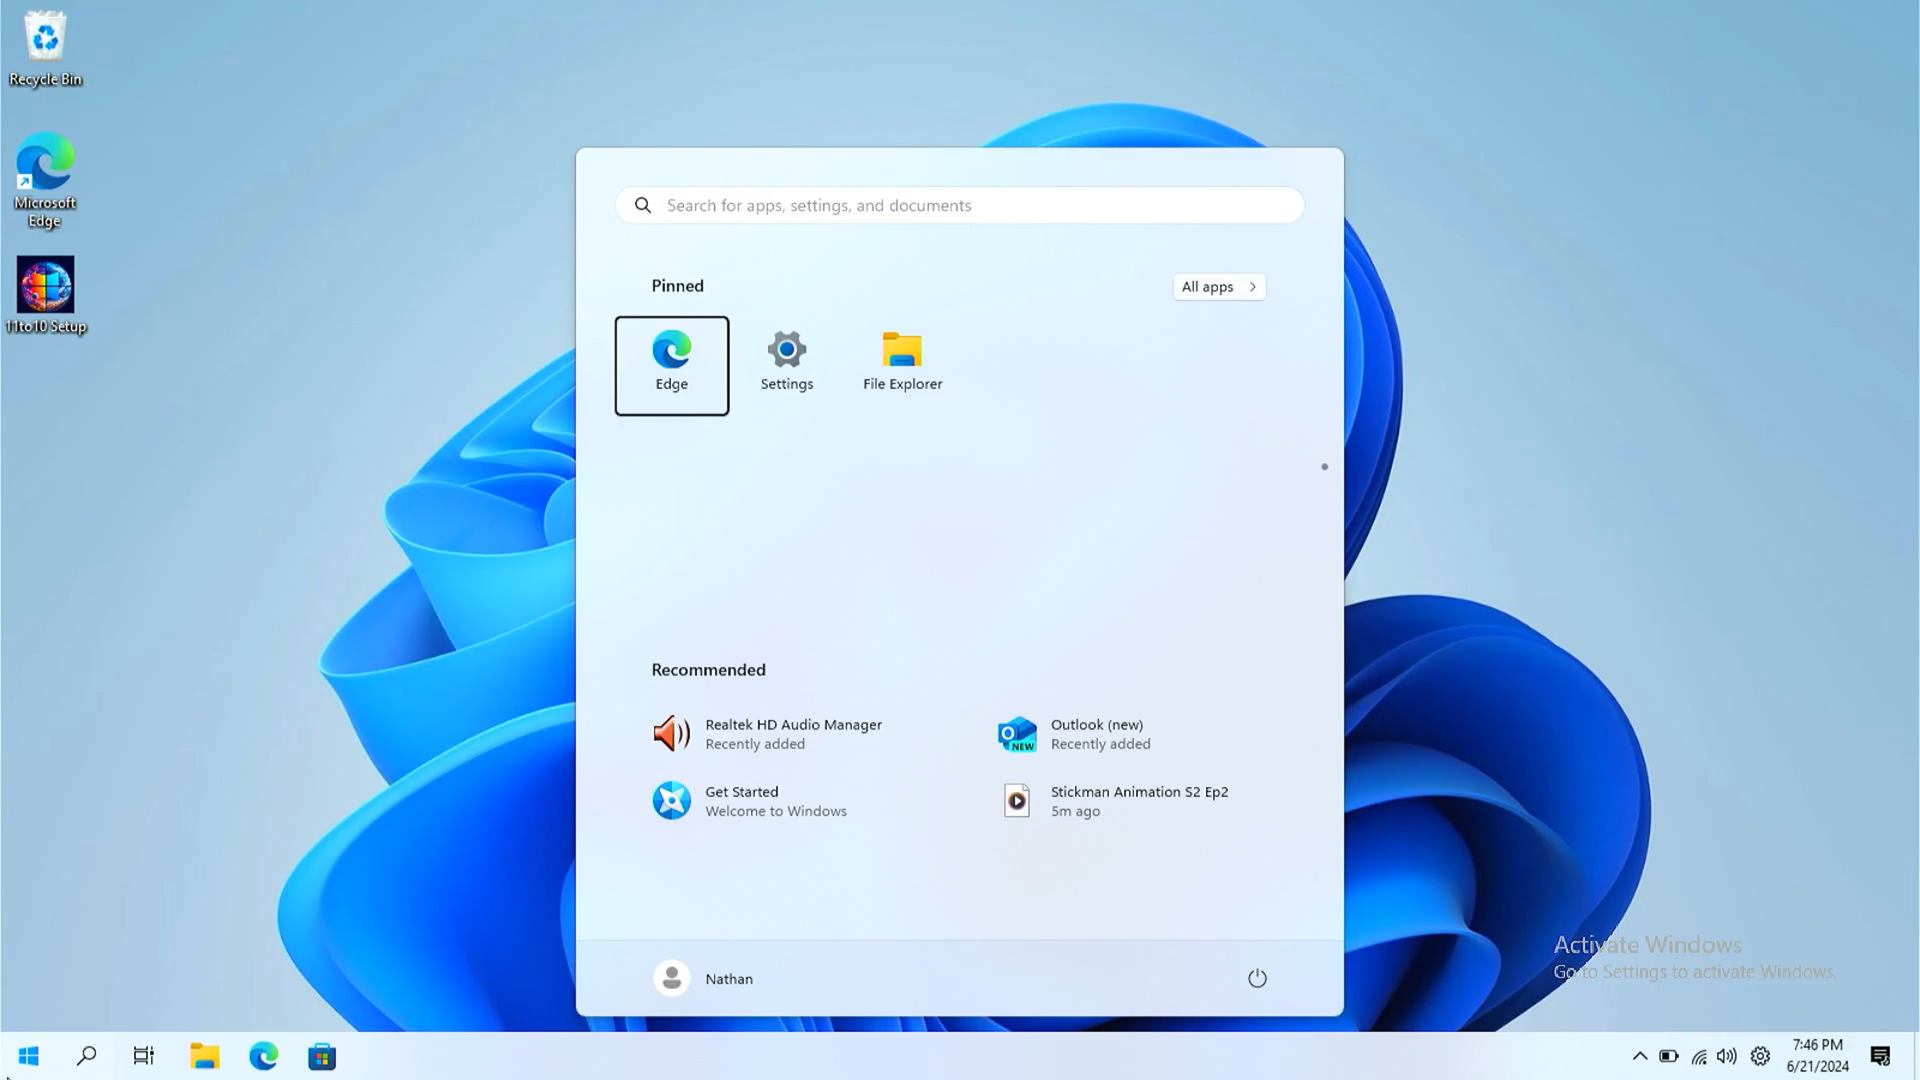 Recycle Bin
Microsoft
Edge
11to10 Setup
Search for apps, settings, and documents
Pinned
All apps
Edge
Settings
File Explorer
Recommended
Realtek HD Audio Manager
Recently added
Outlook (new)
Recently added
NEW
Get Started
Welcome to Windows
Stickman Animation S2 Ep2
5m ago
Nathan
Activate Windows
Go to Settings to activate Windows.
7:46 PM
6/21/2024